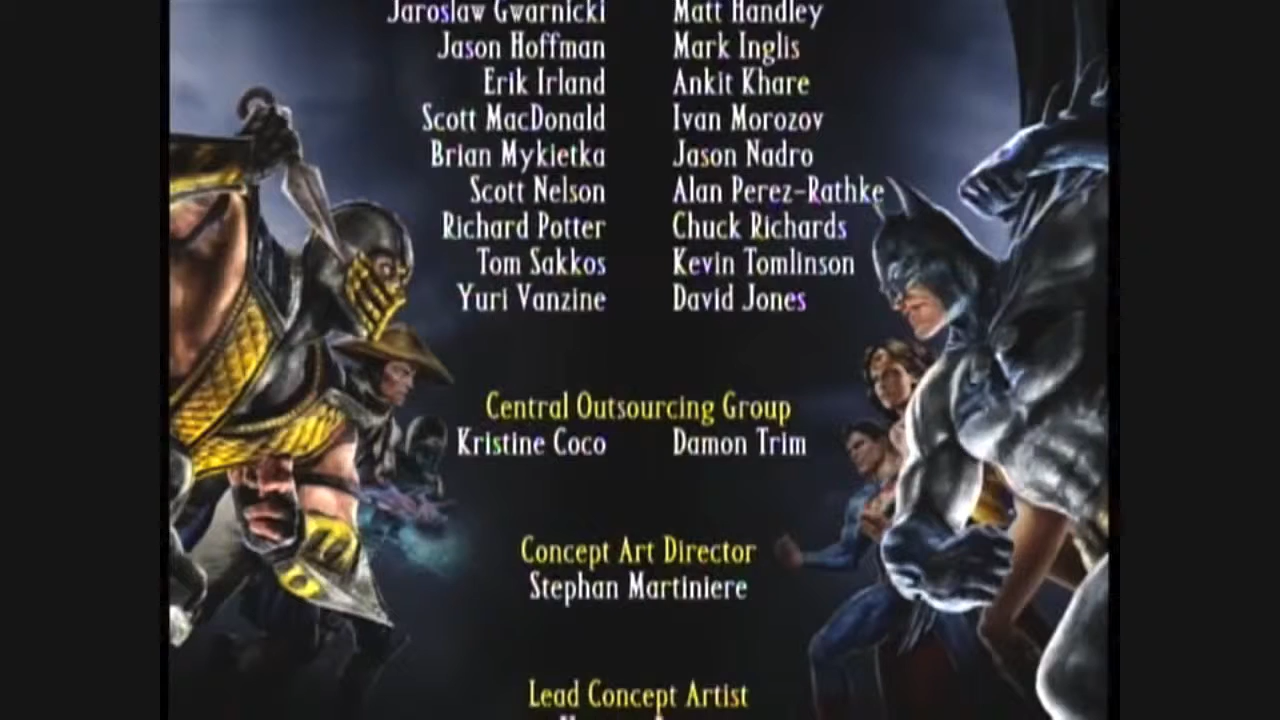 Jaroslaw Gwarnicki Matt Handley
Jason Hoffman Mark Inglis
Erik Irland Ankit Khare
Scott MacDonald Ivan Morozov
Brian Mykietka Jason Nadro
Scott Nelson Alan Perez-Rathke
Richard Potter Chuck Richards
Tom Sakkos Kevin Tomlinson
Yuri Vanzine David Jones
Central Outsourcing Group
Kristine Coco Damon Trim
Concept Art Director
Stephan Martiniere
Lead Concept Artist